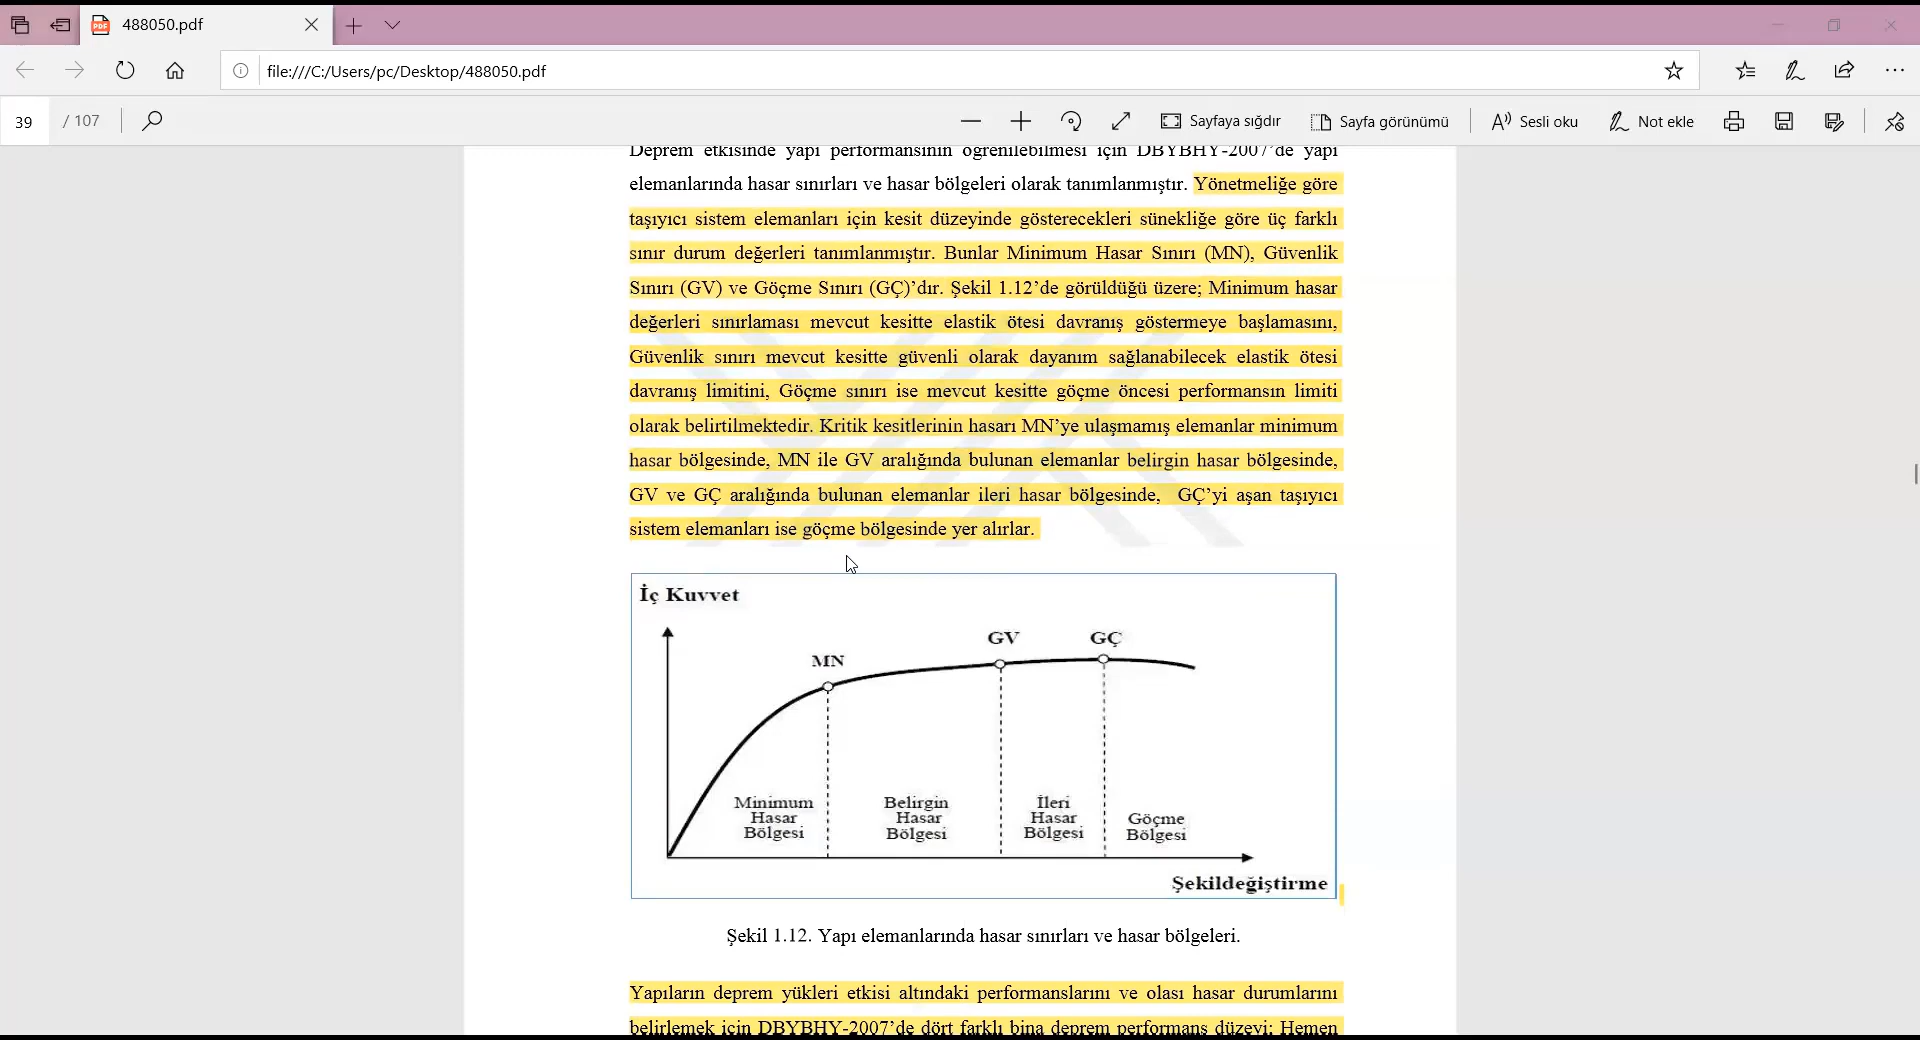 488050.pdf
file:///C:/Users/pc/Desktop/488050.pdf
39 / 107
Sayfaya sığdır
Sayfa görünümü
Sesli oku
Not ekle
Deprem etkisinde yapı performansının öğrenilebilmesi için DBYBHY-2007'de yapı
elemanlarında hasar sınırları ve hasar bölgeleri olarak tanımlanmıştır. Yönetmeliğe göre
taşıyıcı sistem elemanları için kesit düzeyinde gösterecekleri sünekliğe göre üç farklı
sınır durum değerleri tanımlanmıştır. Bunlar Minimum Hasar Sınırı (MN), Güvenlik
Sınırı (GV) ve Göçme Sınırı (GÇ)'dır. Şekil 1.12'de görüldüğü üzere; Minimum hasar
değerleri sınırlaması mevcut kesitte elastik ötesi davranış göstermeye başlamasını,
Güvenlik sınırı mevcut kesitte güvenli olarak dayanım sağlanabilecek elastik ötesi
davranış limitini, Göçme sınırı ise mevcut kesitte göçme öncesi performansın limiti
olarak belirtilmektedir. Kritik kesitlerinin hasarı MN'ye ulaşmamış elemanlar minimum
hasar bölgesinde, MN ile GV aralığında bulunan elemanlar belirgin hasar bölgesinde,
GV ve GÇ aralığında bulunan elemanlar ileri hasar bölgesinde, GÇ'yi aşan taşıyıcı
sistem elemanları ise göçme bölgesinde yer alırlar.
İç Kuvvet
MN
GV
GÇ
Minimum
Hasar
Bölgesi
Belirgin
Hasar
Bölgesi
İleri
Hasar
Bölgesi
Göçme
Bölgesi
Şekildeğiştirme
Şekil 1.12. Yapı elemanlarında hasar sınırları ve hasar bölgeleri.
Yapıların deprem yükleri etkisi altındaki performanslarını ve olası hasar durumlarını
belirlemek için DBYBHY-2007'de dört farklı bina deprem performans düzeyi; Hemen